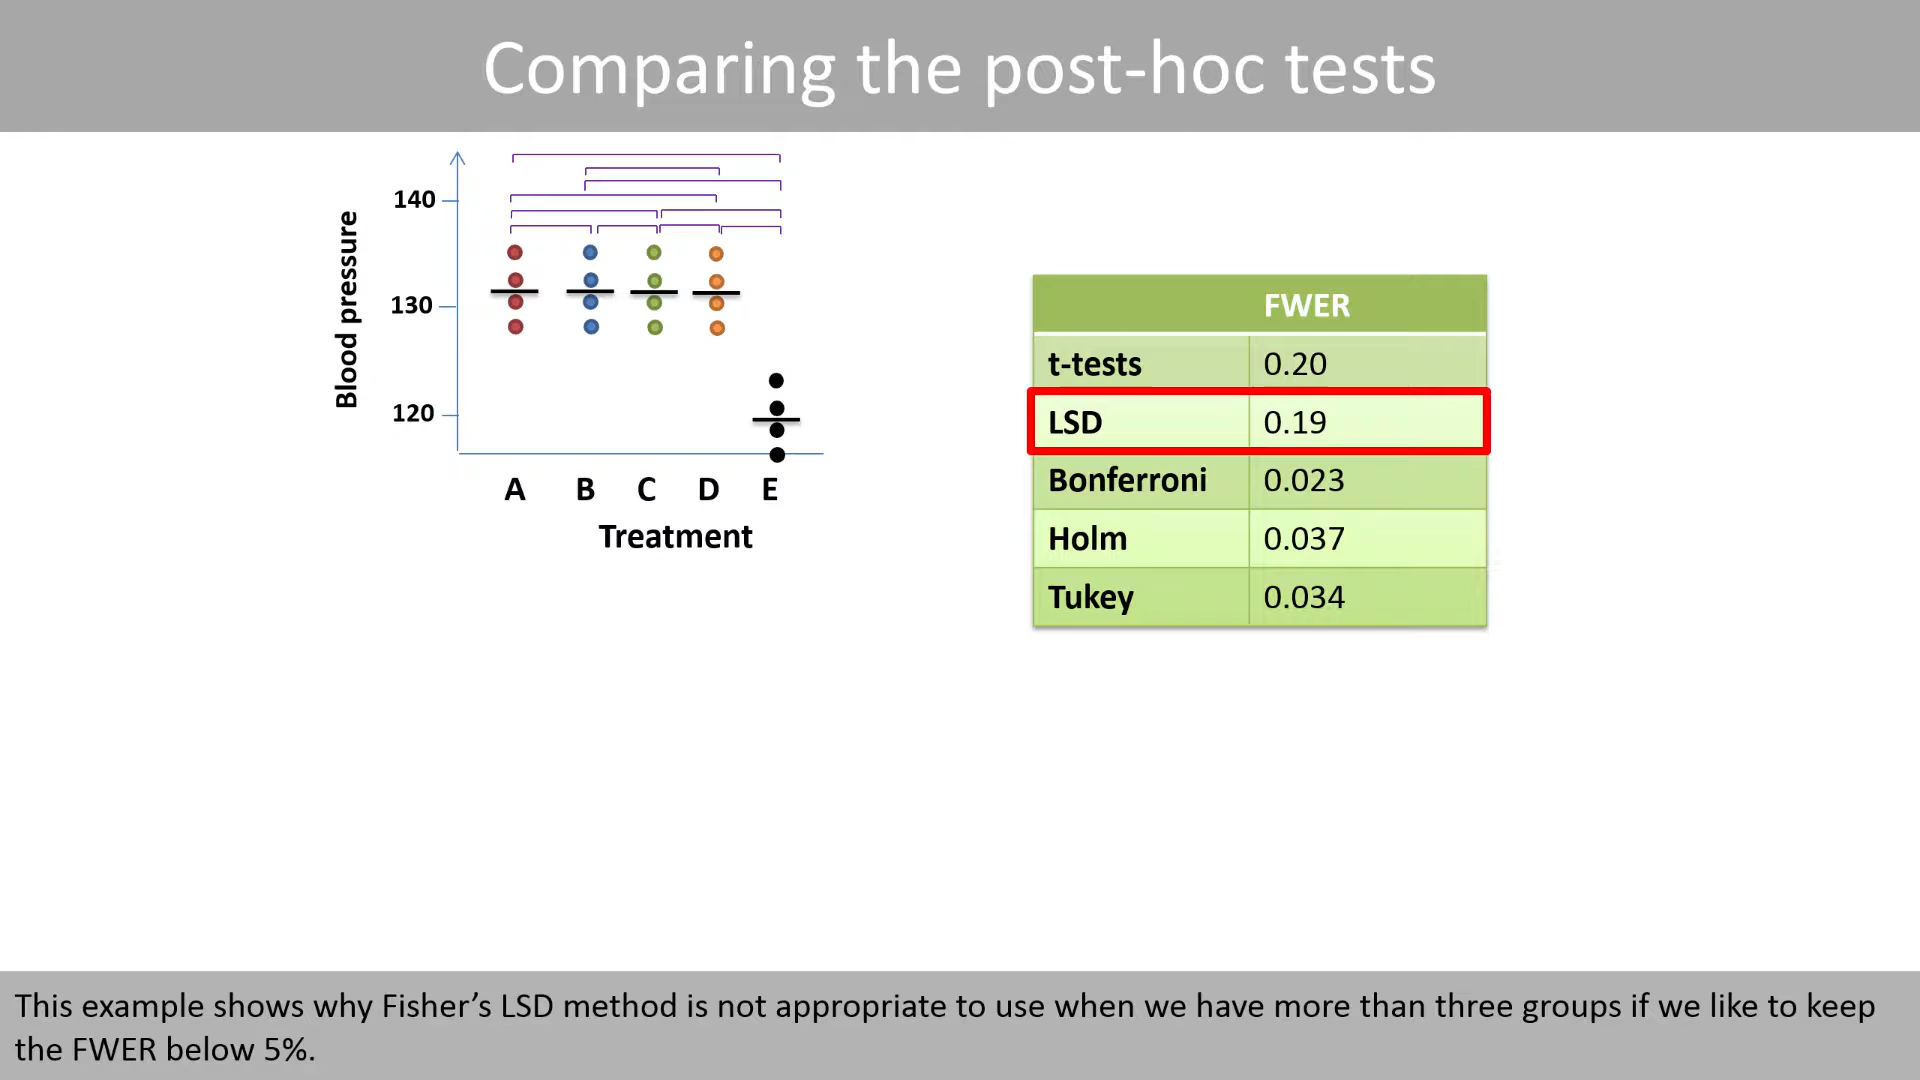 Comparing the post-hoc tests
140
130
120
Blood pressure
A B C D E
Treatment
FWER
t-tests 0.20
LSD 0.19
Bonferroni 0.023
Holm 0.037
Tukey 0.034
This example shows why Fisher’s LSD method is not appropriate to use when we have more than three groups if we like to keep
the FWER below 5%.